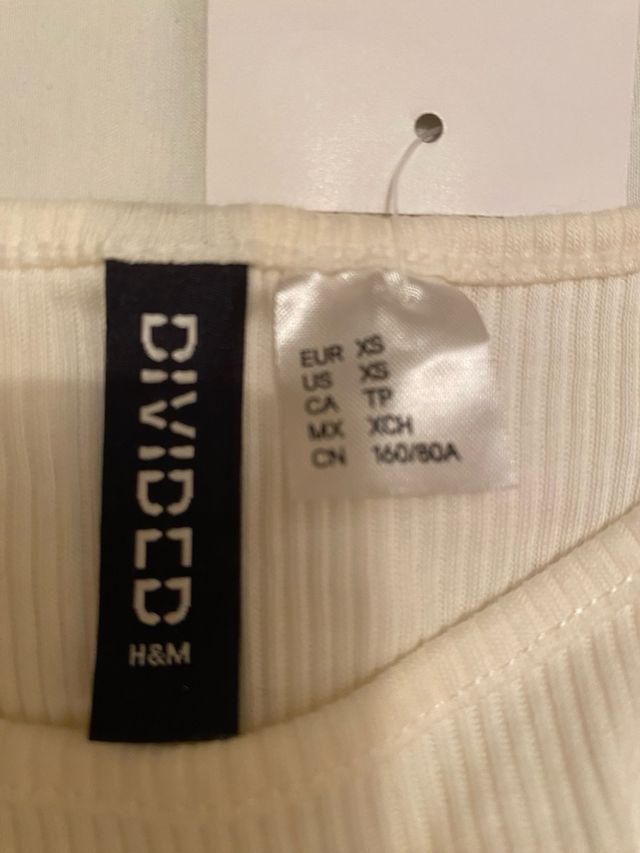 DIVIDED
H&M
EUR XS
US XS
CA TP
MX XCH
CN 160/80A